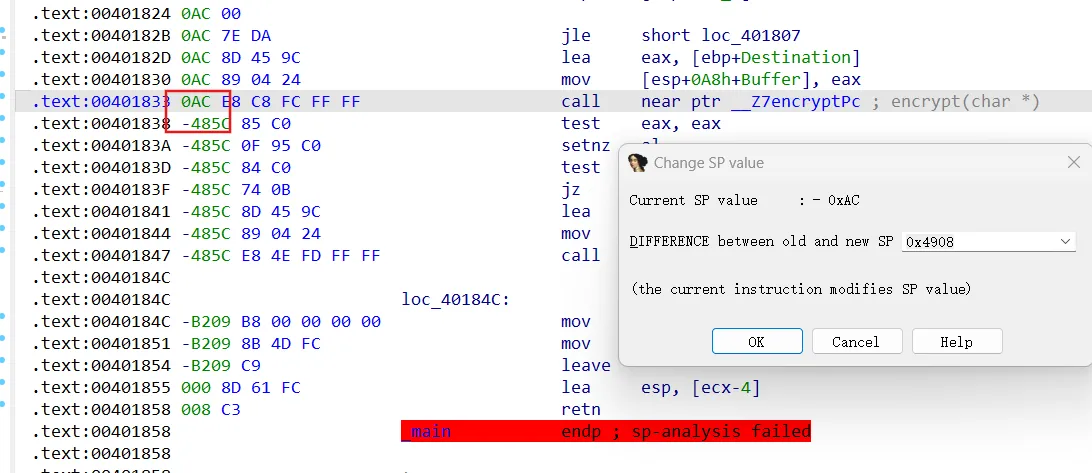 .text:00401824 0AC 00
.text:0040182B 0AC 7E DA jle short loc_401807
.text:0040182D 0AC 8D 45 9C lea eax, [ebp+Destination]
.text:00401830 0AC 89 04 24 mov [esp+0A8h+Buffer], eax
.text:00401833 0AC E8 C8 FC FF FF call near ptr __Z7encryptPc ; encrypt(char *)
.text:00401838 -485C 85 C0 test eax, eax
.text:0040183A -485C 0F 95 C0 setnz
.text:0040183D -485C 84 C0 test
.text:0040183F -485C 74 0B jz
.text:00401841 -485C 8D 45 9C lea
.text:00401844 -485C 89 04 24 mov
.text:00401847 -485C E8 4E FD FF FF call
.text:0040184C
.text:0040184C loc_40184C:
.text:0040184C -B209 B8 00 00 00 00 mov
.text:00401851 -B209 8B 4D FC mov
.text:00401854 -B209 C9 leave
.text:00401855 000 8D 61 FC lea esp, [ecx-4]
.text:00401858 008 C3 retn
.text:00401858 _main endp ; sp-analysis failed
.text:00401858
Change SP value
Current SP value : - 0xAC
DIFFERENCE between old and new SP 0x4908
(the current instruction modifies SP value)
OK Cancel Help